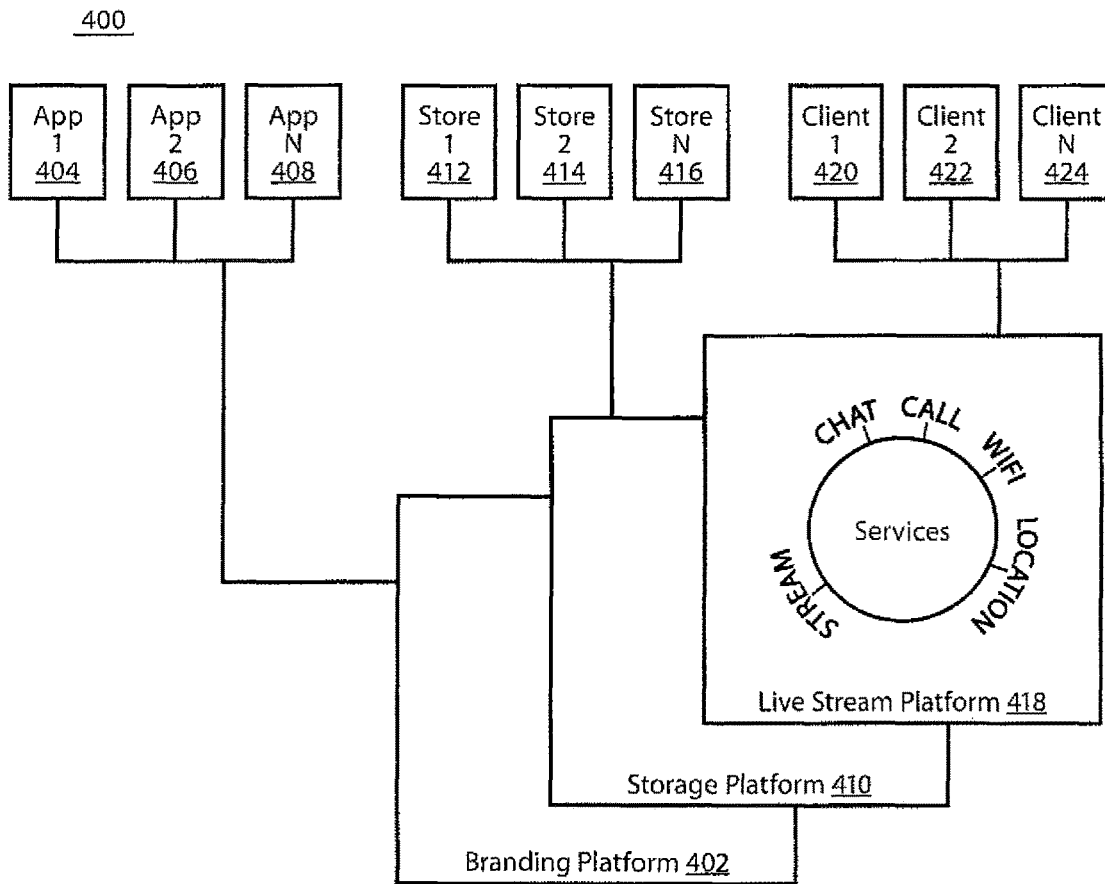 400
App
1
404
App
2
406
App
N
408
Store
1
412
Store
2
414
Store
N
416
Client
1
420
Client
2
422
Client
N
424
CHAT
CALL
WIFI
LOCATION
STREAM
Services
Live Stream Platform 418
Storage Platform 410
Branding Platform 402